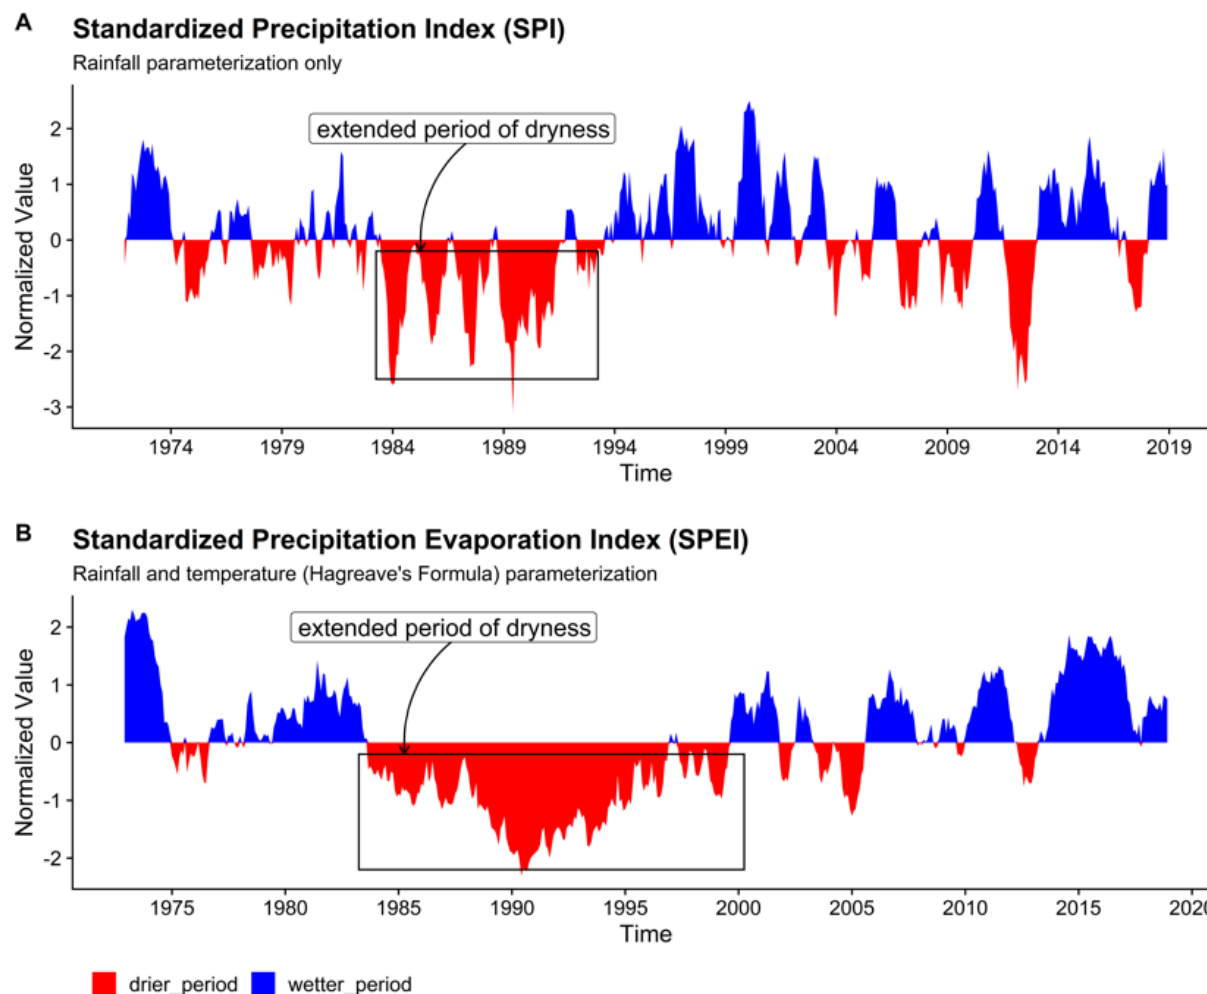 A
Standardized Precipitation Index (SPI)
Rainfall parameterization only
extended period of dryness
Normalized Value
2
1
0
-1
-2
-3
1974 1979 1984 1989 1994 1999 2004 2009 2014 2019
Time
B
Standardized Precipitation Evaporation Index (SPEI)
Rainfall and temperature (Hagreave's Formula) parameterization
extended period of dryness
Normalized Value
2
1
0
-1
-2
1975 1980 1985 1990 1995 2000 2005 2010 2015 2020
Time
drier_period wetter_period